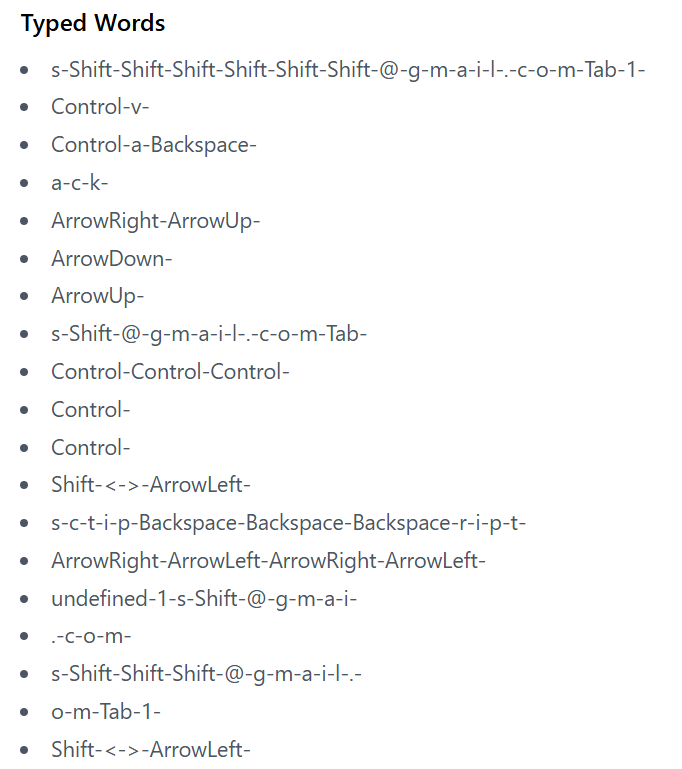 Typed Words
s-Shift-Shift-Shift-Shift-Shift-Shift-@-g-m-a-i-l-.-c-o-m-Tab-1-
Control-v-
Control-a-Backspace-
a-c-k-
ArrowRight-ArrowUp-
ArrowDown-
ArrowUp-
s-Shift-@-g-m-a-i-l-.-c-o-m-Tab-
Control-Control-Control-
Control-
Control-
Shift-<->-ArrowLeft-
s-c-t-i-p-Backspace-Backspace-Backspace-r-i-p-t-
ArrowRight-ArrowLeft-ArrowRight-ArrowLeft-
undefined-1-s-Shift-@-g-m-a-i-
.-c-o-m-
s-Shift-Shift-Shift-@-g-m-a-i-l-.-
o-m-Tab-1-
Shift-<->-ArrowLeft-